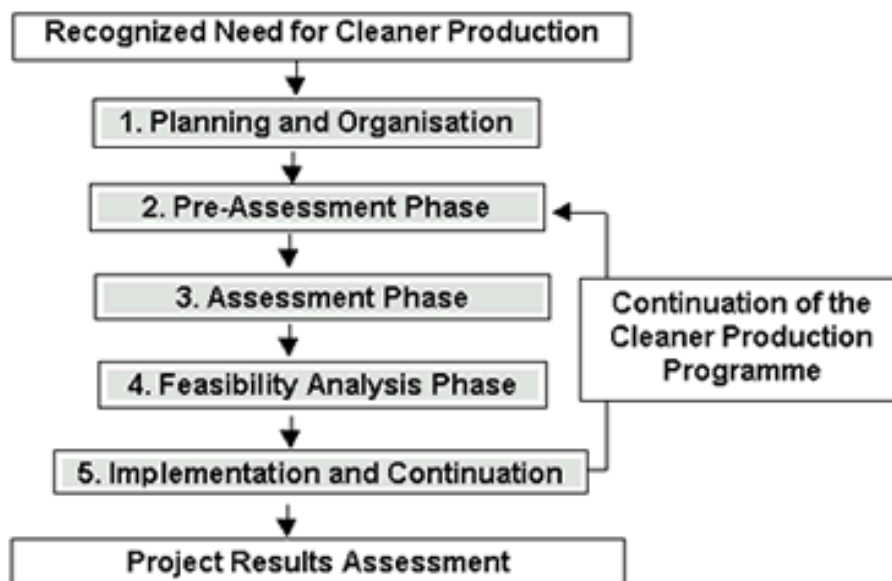 Recognized Need for Cleaner Production
1. Planning and Organisation
2. Pre-Assessment Phase
3. Assessment Phase
4. Feasibility Analysis Phase
5. Implementation and Continuation
Continuation of the
Cleaner Production
Programme
Project Results Assessment